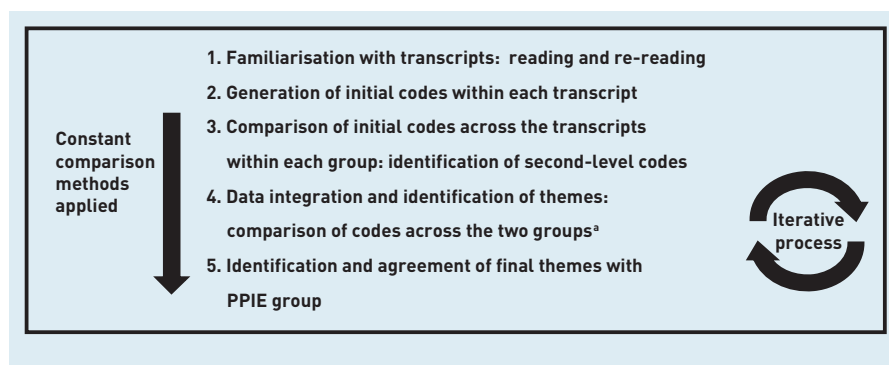 1. Familiarisation with transcripts: reading and re-reading
2. Generation of initial codes within each transcript
3. Comparison of initial codes across the transcripts
within each group: identification of second-level codes
4. Data integration and identification of themes:
comparison of codes across the two groupsᵃ
5. Identification and agreement of final themes with
PPIE group
Constant
comparison
methods
applied
Iterative
process